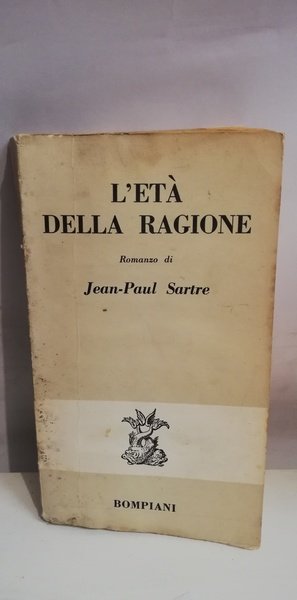 L'ETÀ
DELLA RAGIONE
Romanzo di
Jean-Paul Sartre
BOMPIANI